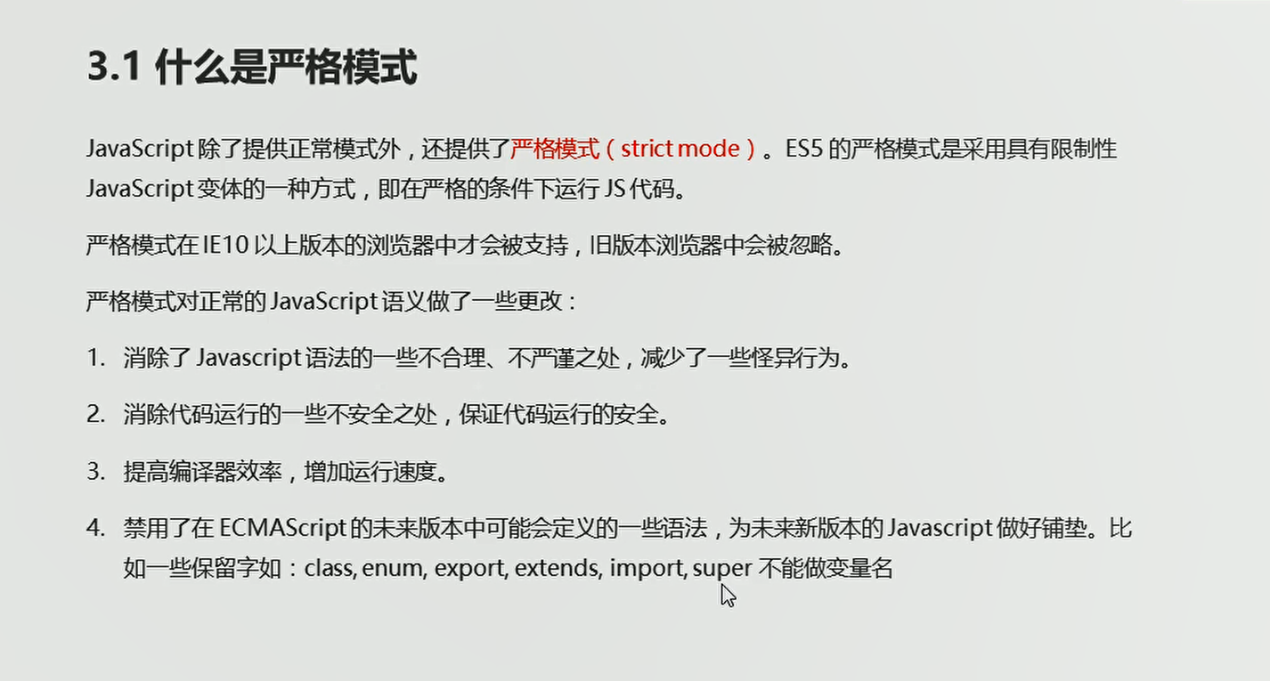 3.1 什么是严格模式
JavaScript 除了提供正常模式外，还提供了严格模式（strict mode）。ES5 的严格模式是采用具有限制性
JavaScript 变体的一种方式，即在严格的条件下运行 JS 代码。
严格模式在 IE10 以上版本的浏览器中才会被支持，旧版本浏览器中会被忽略。
严格模式对正常的 JavaScript 语义做了一些更改：
1. 消除了 Javascript 语法的一些不合理、不严谨之处，减少了一些怪异行为。
2. 消除代码运行的一些不安全之处，保证代码运行的安全。
3. 提高编译器效率，增加运行速度。
4. 禁用了在 ECMAScript 的未来版本中可能会定义的一些语法，为未来新版本的 Javascript 做好铺垫。比
如一些保留字如：class, enum, export, extends, import, super 不能做变量名